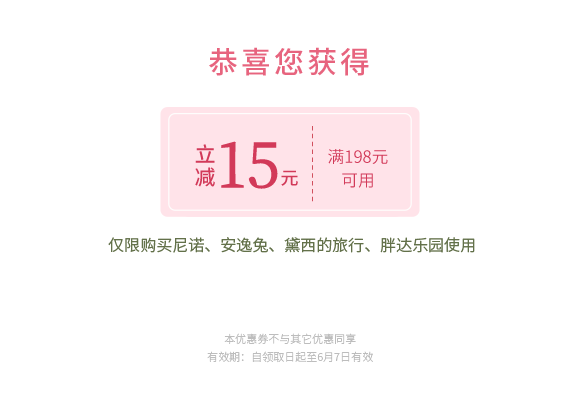 恭喜您获得
立减15元
满198元
可用
仅限购买尼诺、安逸兔、黛西的旅行、胖达乐园使用
本优惠券不与其它优惠同享
有效期：自领取日起至6月7日有效